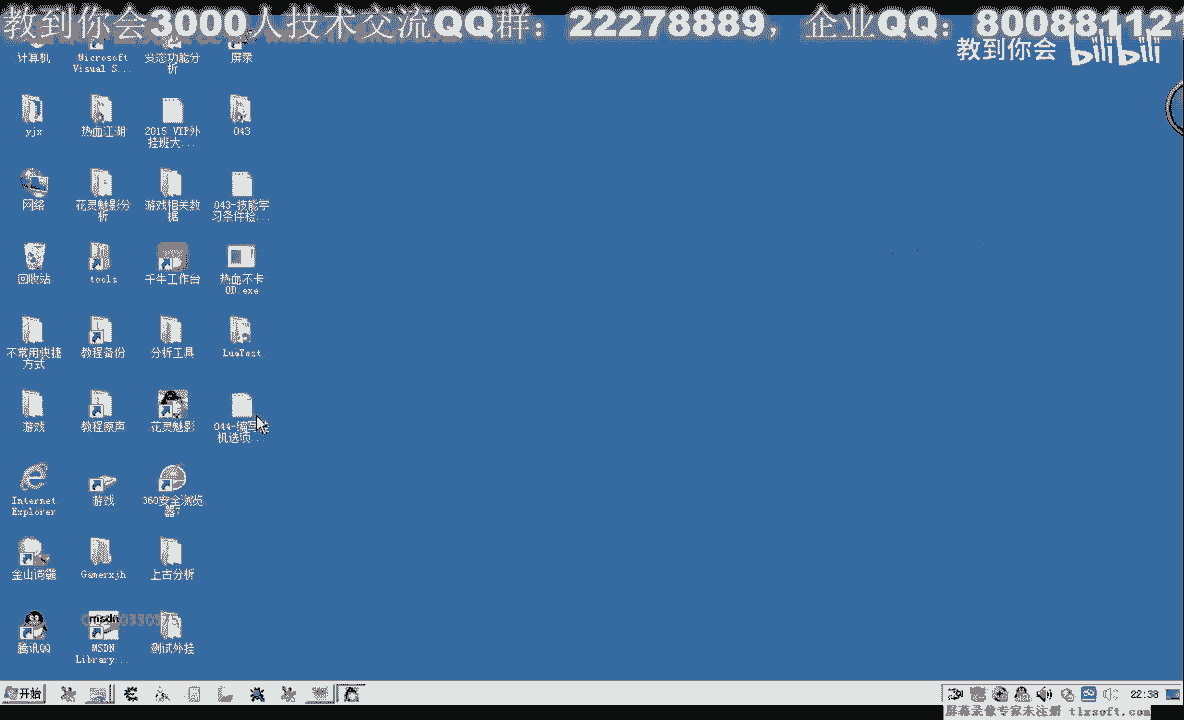 教到你会3000人技术交流QQ群：22278889，企业QQ：800881121
教到你会 bilibili
计算机
Microsoft Visual S...
变态功能分析
屏录
yjx
热血江湖
2015 VIP外挂班大...
043
网络
花灵魅影分析
游戏相关数据
043-技能学习条件检...
回收站
tools
千牛工作台
热血不卡OD.exe
不常用快捷方式
教程备份
分析工具
LuaTest
游戏
教程原声
花灵魅影
044-编写
机选项...
Internet Explorer
游戏
360安全浏览器7
金山词霸
Gamerxjh
上古分析
腾讯QQ
MSDN Library...
测试外挂
msdn
开始
22:38
屏幕录像专家未注册 tlxsoft.com